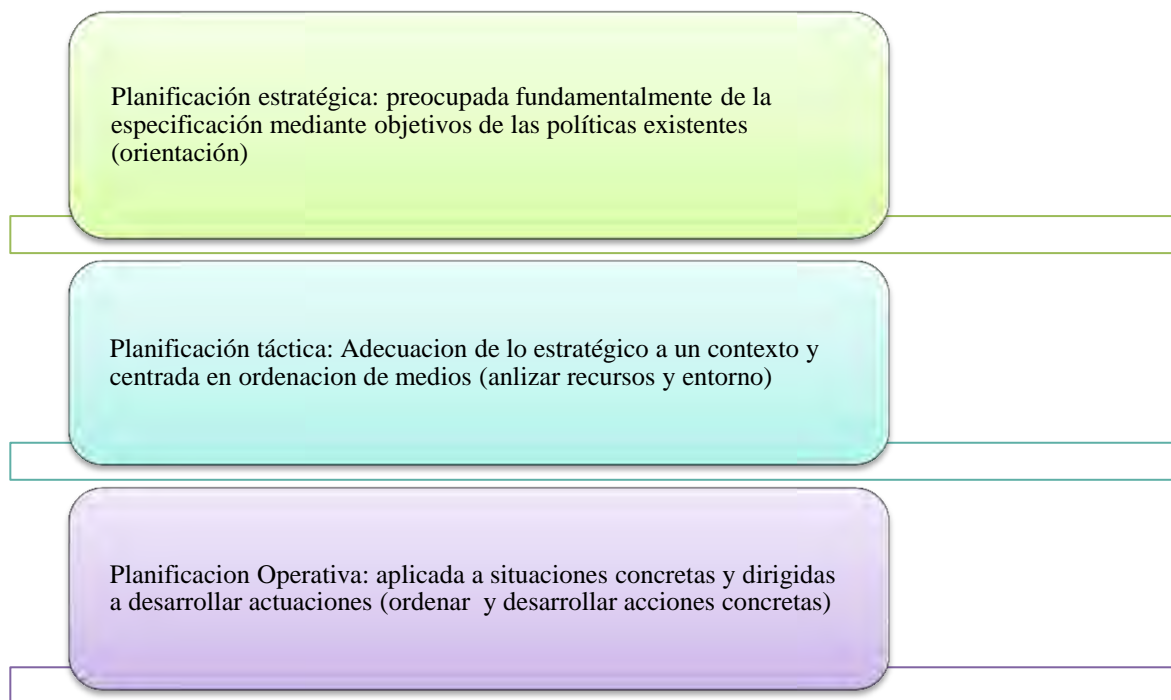 Planificación estratégica: preocupada fundamentalmente de la
especificación mediante objetivos de las políticas existentes
(orientación)
Planificación táctica: Adecuacion de lo estratégico a un contexto y
centrada en ordenacion de medios (anlizar recursos y entorno)
Planificacion Operativa: aplicada a situaciones concretas y dirigidas
a desarrollar actuaciones (ordenar y desarrollar acciones concretas)